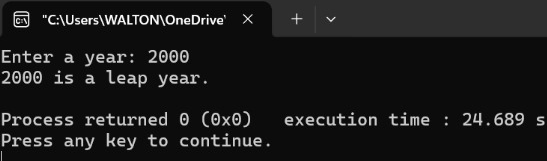 "C:\Users\WALTON\OneDrive\
Enter a year: 2000
2000 is a leap year.
Process returned 0 (0x0)   execution time : 24.689 s
Press any key to continue.